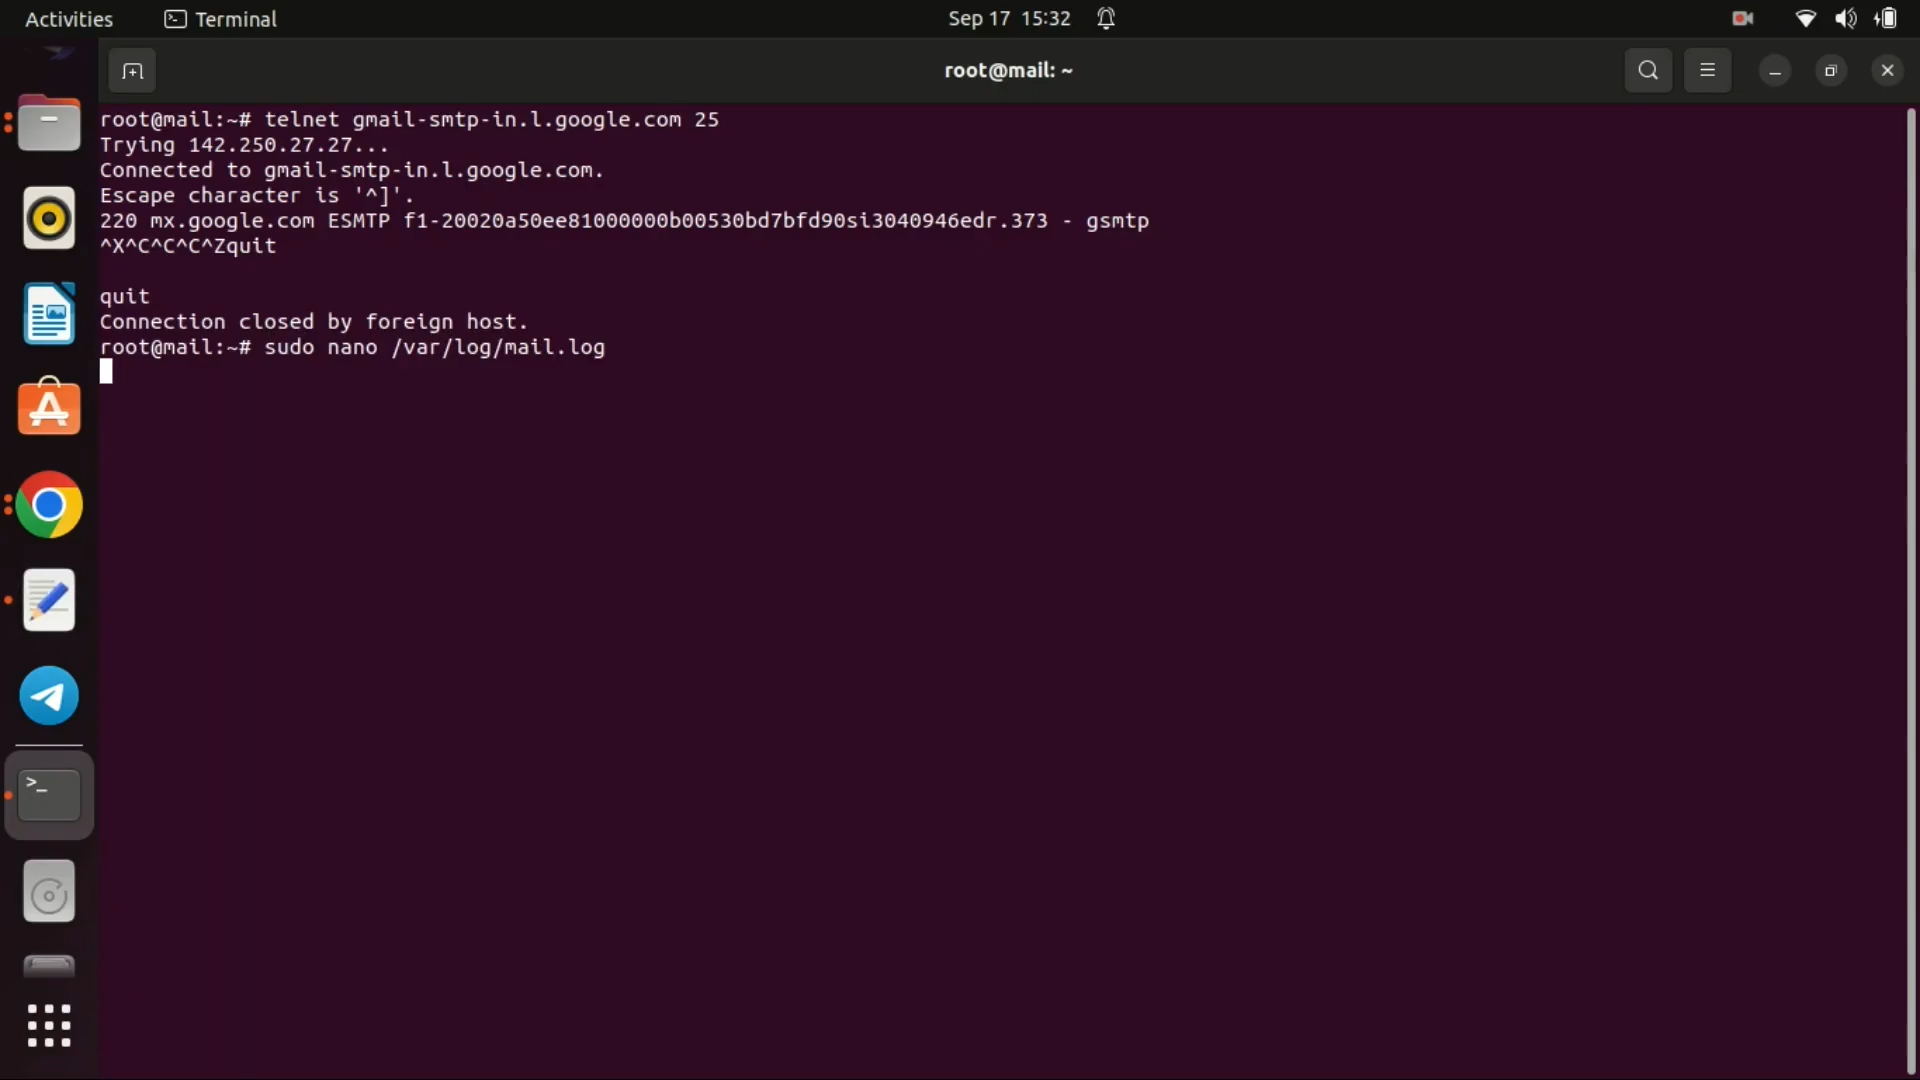 Activities
Terminal
Sep 17 15:32
root@mail: ~
root@mail:~# telnet gmail-smtp-in.l.google.com 25
Trying 142.250.27.27...
Connected to gmail-smtp-in.l.google.com.
Escape character is '^]'.
220 mx.google.com ESMTP f1-20020a50ee81000000b00530bd7bfd90si3040946edr.373 - gsmtp
^X^C^C^C^Zquit
quit
Connection closed by foreign host.
root@mail:~# sudo nano /var/log/mail.log